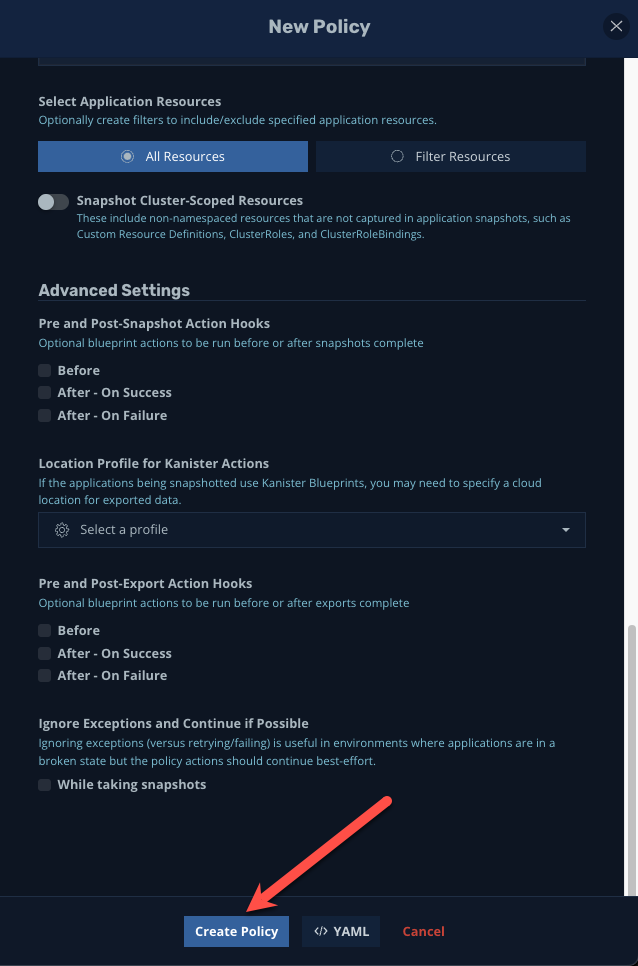 New Policy
Select Application Resources
Optionally create filters to include/exclude specified application resources.
All Resources
Filter Resources
Snapshot Cluster-Scoped Resources
These include non-namespaced resources that are not captured in application snapshots, such as
Custom Resource Definitions, ClusterRoles, and ClusterRoleBindings.
Advanced Settings
Pre and Post-Snapshot Action Hooks
Optional blueprint actions to be run before or after snapshots complete
Before
After - On Success
After - On Failure
Location Profile for Kanister Actions
If the applications being snapshotted use Kanister Blueprints, you may need to specify a cloud
location for exported data.
Select a profile
Pre and Post-Export Action Hooks
Optional blueprint actions to be run before or after exports complete
Before
After - On Success
After - On Failure
Ignore Exceptions and Continue if Possible
Ignoring exceptions (versus retrying/failing) is useful in environments where applications are in a
broken state but the policy actions should continue best-effort.
While taking snapshots
Create Policy
</> YAML
Cancel